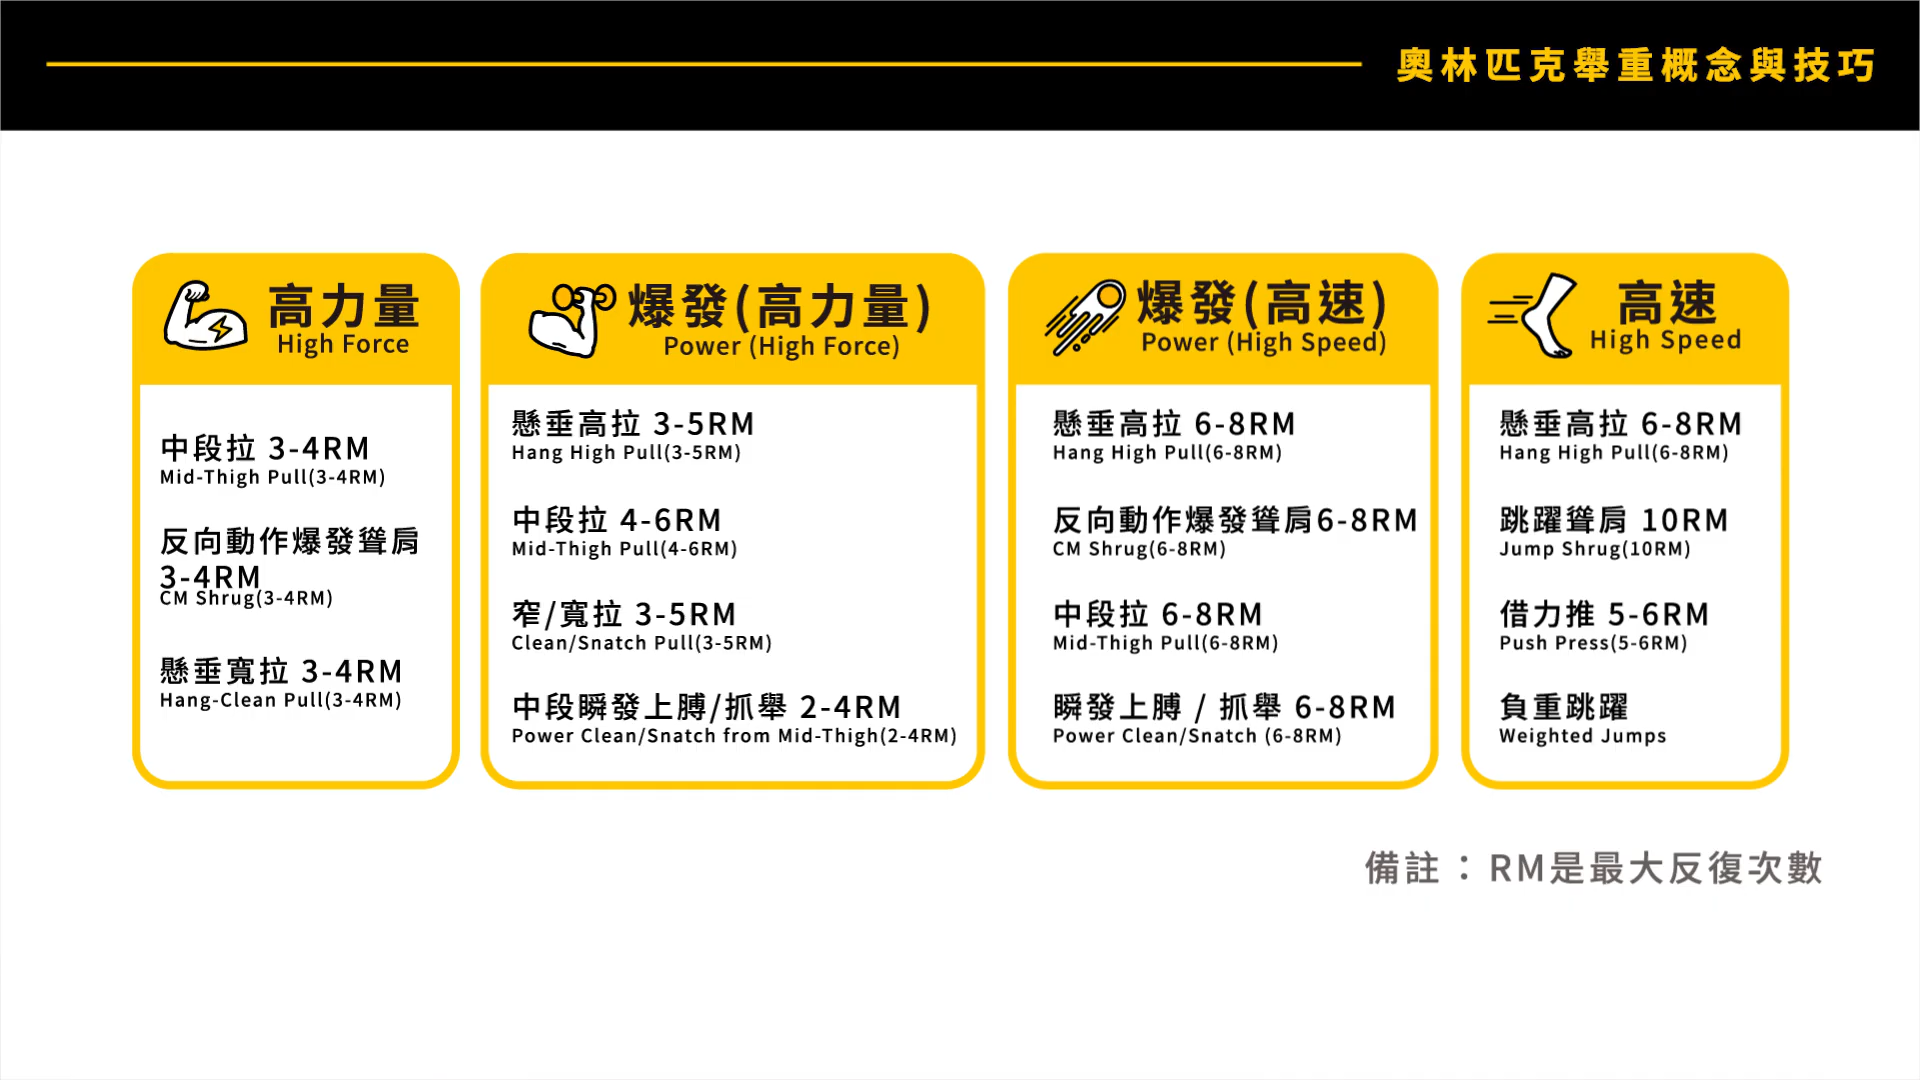 奧林匹克舉重概念與技巧
高力量
High Force
中段拉 3-4RM
Mid-Thigh Pull(3-4RM)
反向動作爆發聳肩
3-4RM
CM Shrug(3-4RM)
懸垂寬拉 3-4RM
Hang-Clean Pull(3-4RM)
爆發(高力量)
Power (High Force)
懸垂高拉 3-5RM
Hang High Pull(3-5RM)
中段拉 4-6RM
Mid-Thigh Pull(4-6RM)
窄/寬拉 3-5RM
Clean/Snatch Pull(3-5RM)
中段瞬發上膊/抓舉 2-4RM
Power Clean/Snatch from Mid-Thigh(2-4RM)
爆發(高速)
Power (High Speed)
懸垂高拉 6-8RM
Hang High Pull(6-8RM)
反向動作爆發聳肩6-8RM
CM Shrug(6-8RM)
中段拉 6-8RM
Mid-Thigh Pull(6-8RM)
瞬發上膊 / 抓舉 6-8RM
Power Clean/Snatch (6-8RM)
高速
High Speed
懸垂高拉 6-8RM
Hang High Pull(6-8RM)
跳躍聳肩 10RM
Jump Shrug(10RM)
借力推 5-6RM
Push Press(5-6RM)
負重跳躍
Weighted Jumps
備註：RM是最大反復次數